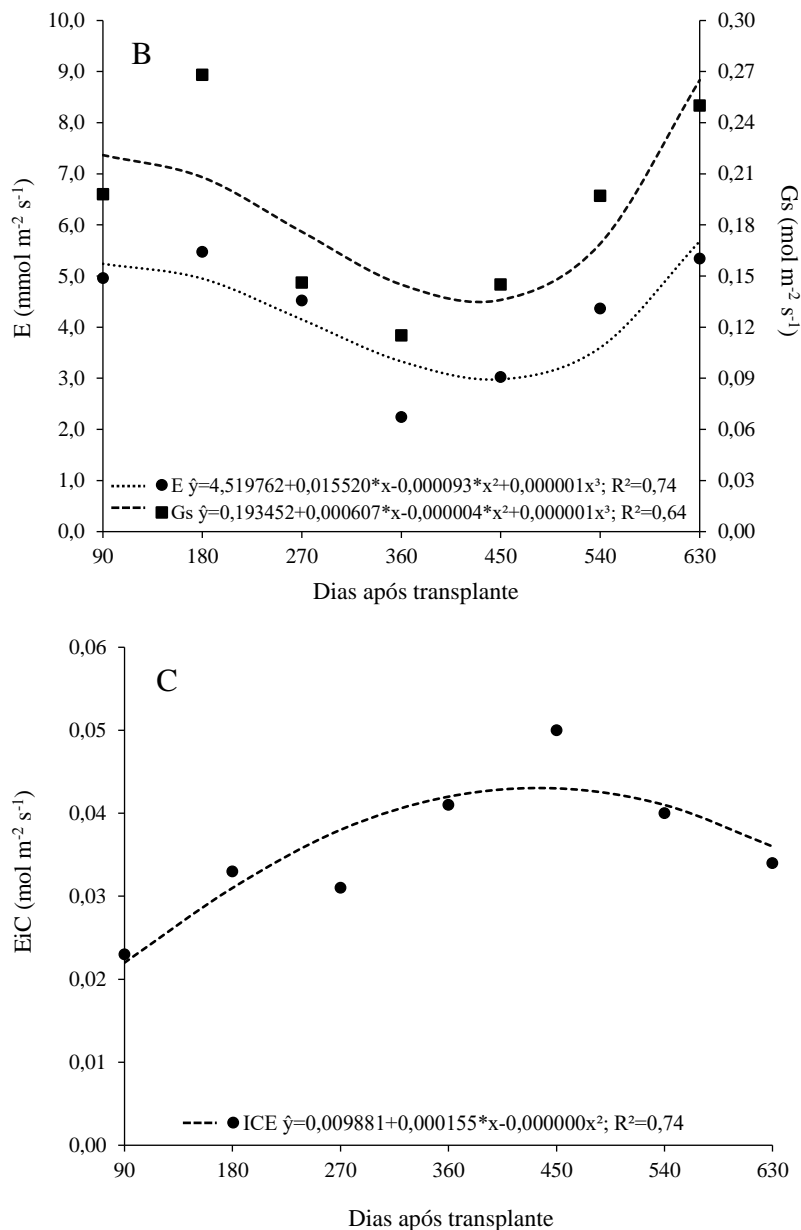 B
E (mmol m⁻² s⁻¹)
10,0
9,0
8,0
7,0
6,0
5,0
4,0
3,0
2,0
1,0
0,0
0,30
0,27
0,24
0,21
0,18
0,15
0,12
0,09
0,06
0,03
0,00
Gs (mol m⁻² s⁻¹)
E ŷ=4,519762+0,015520*x-0,000093*x²+0,000001x³; R²=0,74
Gs ŷ=0,193452+0,000607*x-0,000004*x²+0,000001x³; R²=0,64
90 180 270 360 450 540 630
Dias após transplante
C
EiC (mol m⁻² s⁻¹)
0,06
0,05
0,04
0,03
0,02
0,01
0,00
ICE ŷ=0,009881+0,000155*x-0,000000x²; R²=0,74
90 180 270 360 450 540 630
Dias após transplante